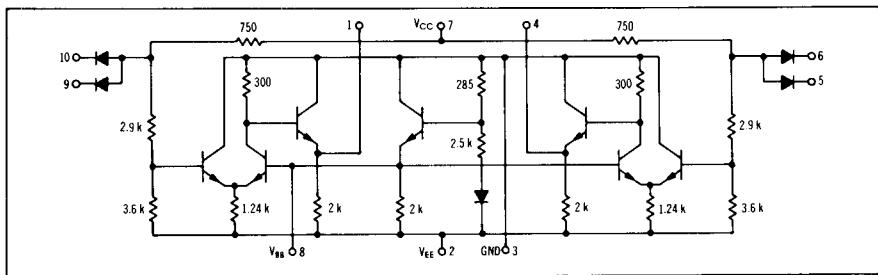 1 VCC 7 4
750 750
10 6
9 5
300 285 300
2.9 k 2.5 k 2.9 k
3.6 k 1.24 k 2 k 2 k 2 k 1.24 k 3.6 k
VBB 8 VEE 2 GND 3